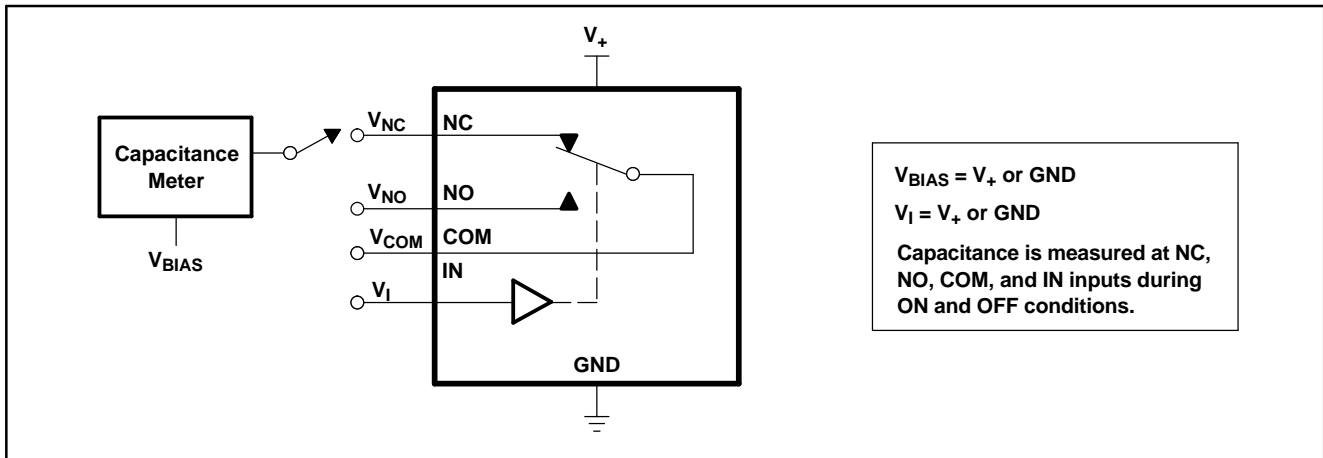 V+
Capacitance
Meter
VBIAS
VNC
NC
VNO
NO
VCOM
COM
IN
VI
GND
VBIAS = V+ or GND
VI = V+ or GND
Capacitance is measured at NC,
NO, COM, and IN inputs during
ON and OFF conditions.